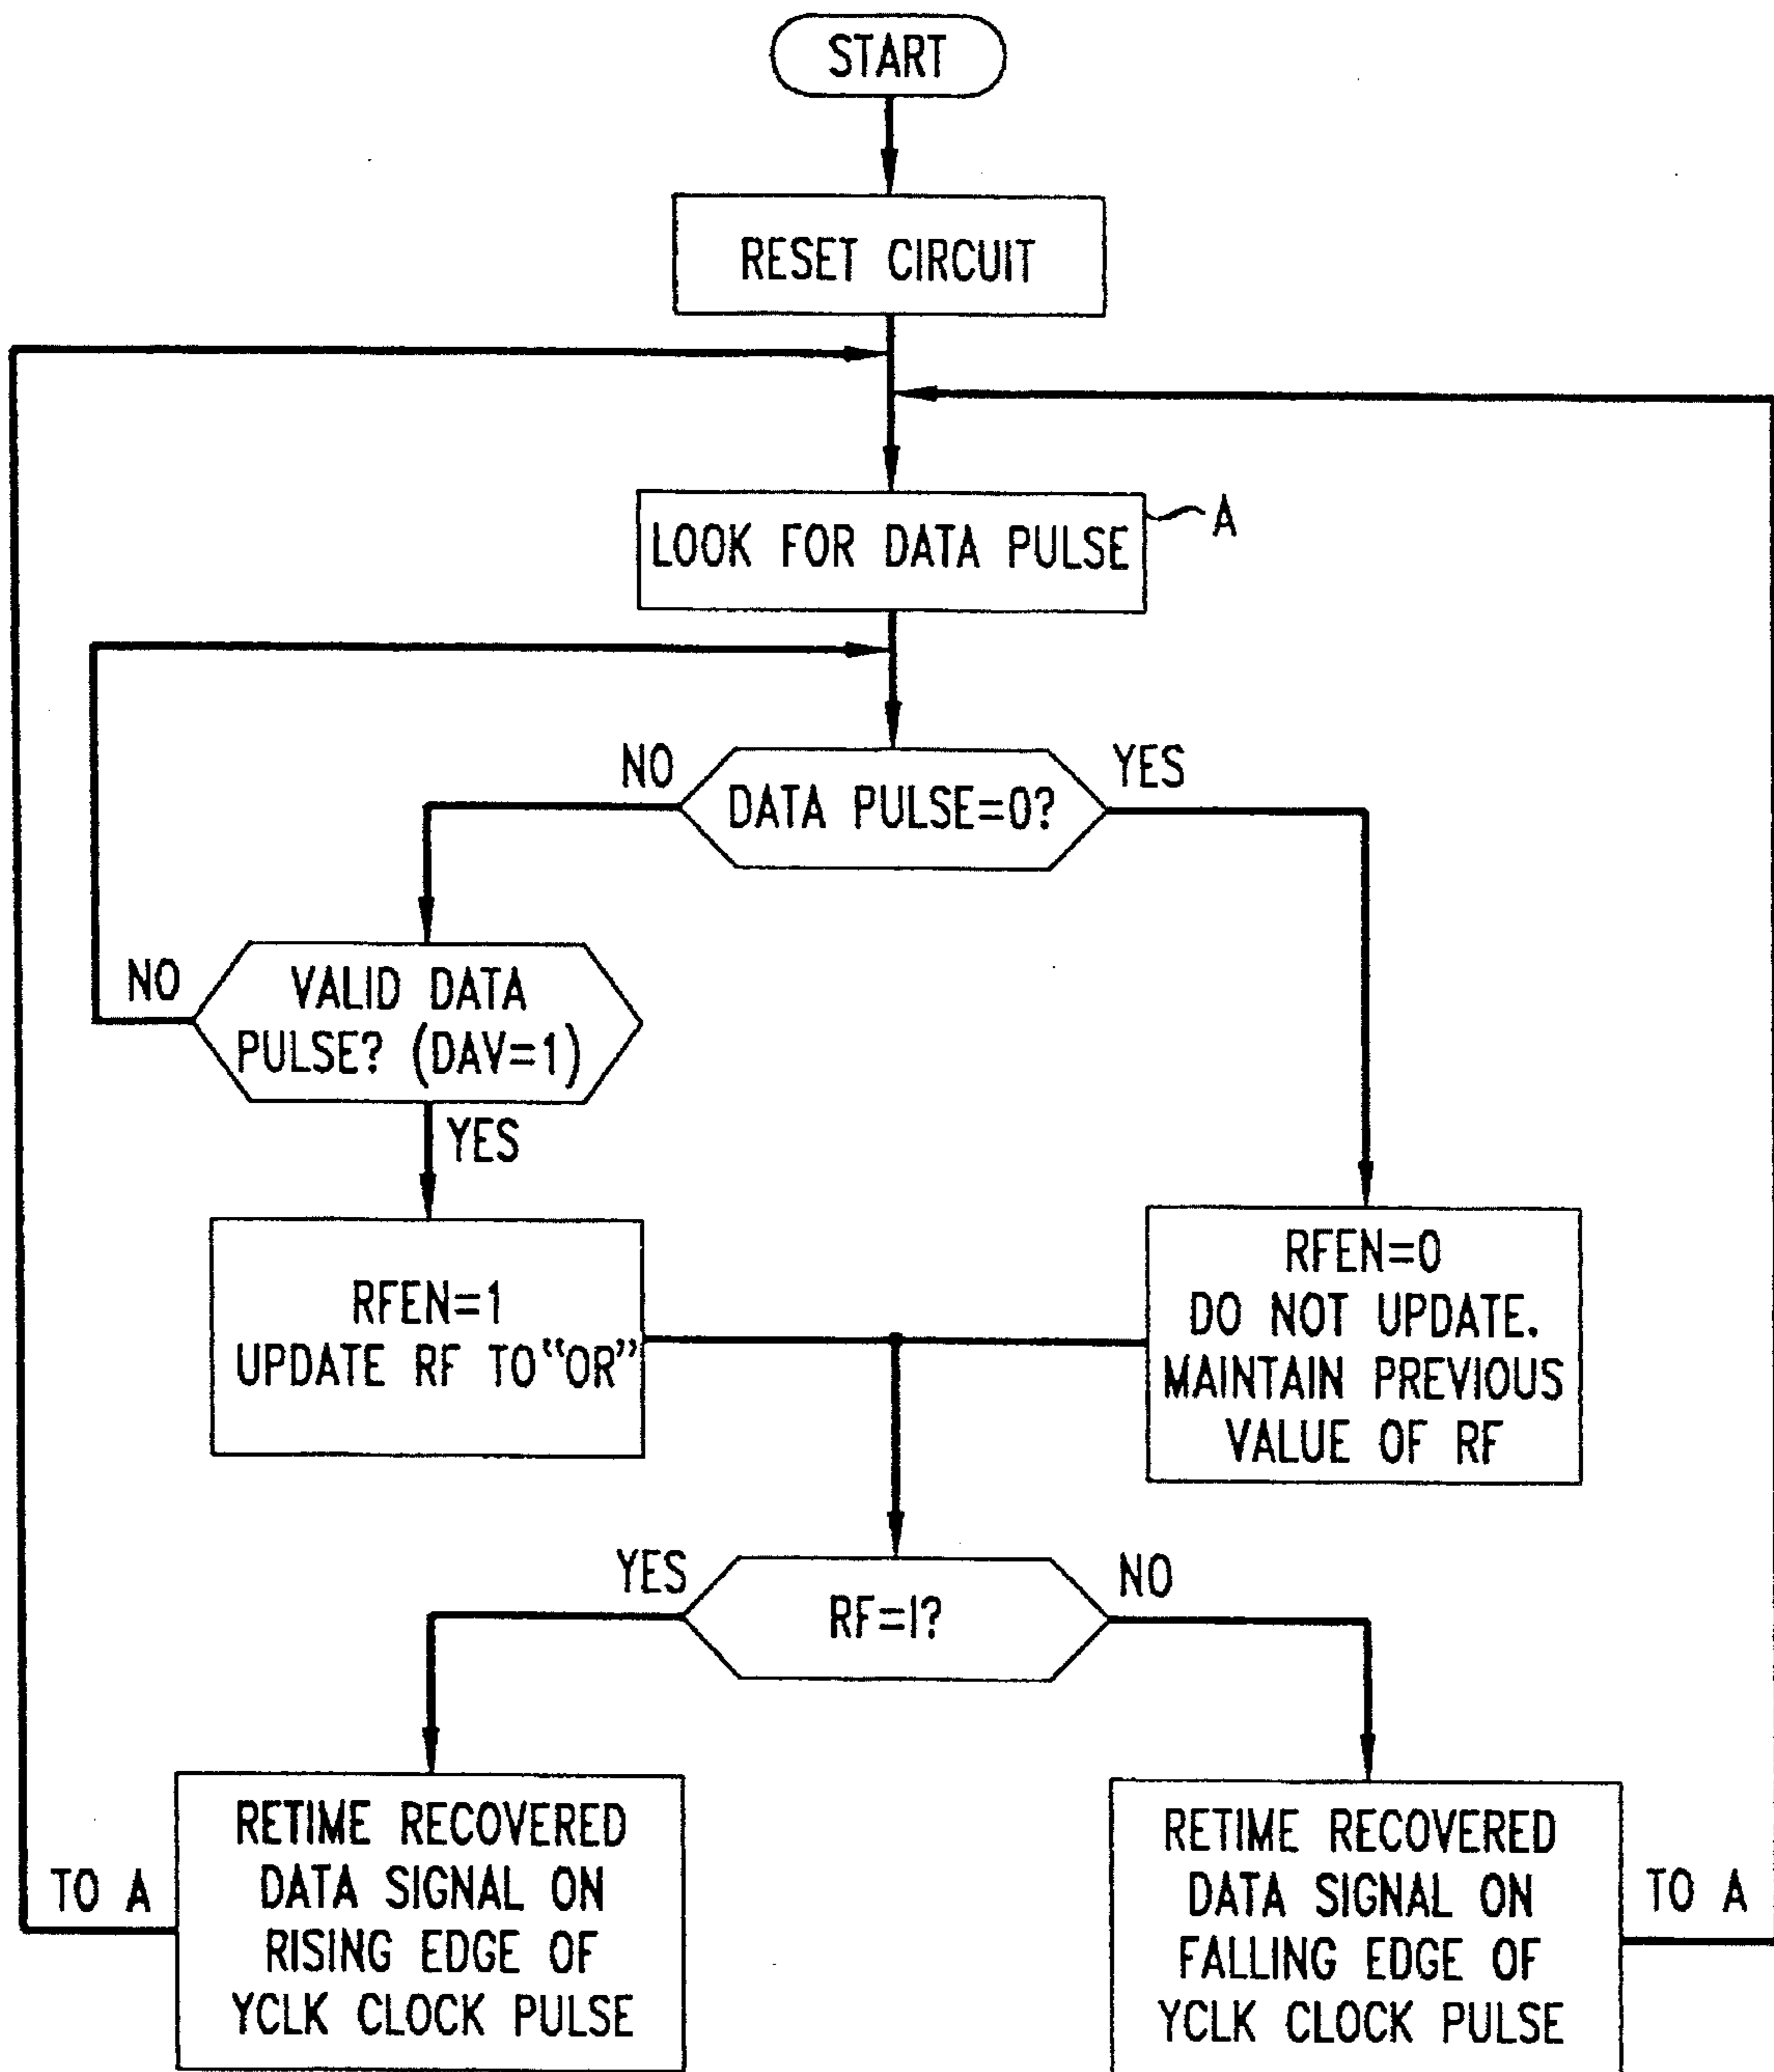 START
RESET CIRCUIT
LOOK FOR DATA PULSE
A
NO
YES
DATA PULSE=0?
NO
VALID DATA
PULSE? (DAV=1)
YES
RFEN=1
UPDATE RF TO "OR"
RFEN=0
DO NOT UPDATE.
MAINTAIN PREVIOUS
VALUE OF RF
YES
NO
RF=1?
TO A
RETIME RECOVERED
DATA SIGNAL ON
RISING EDGE OF
YCLK CLOCK PULSE
RETIME RECOVERED
DATA SIGNAL ON
FALLING EDGE OF
YCLK CLOCK PULSE
TO A